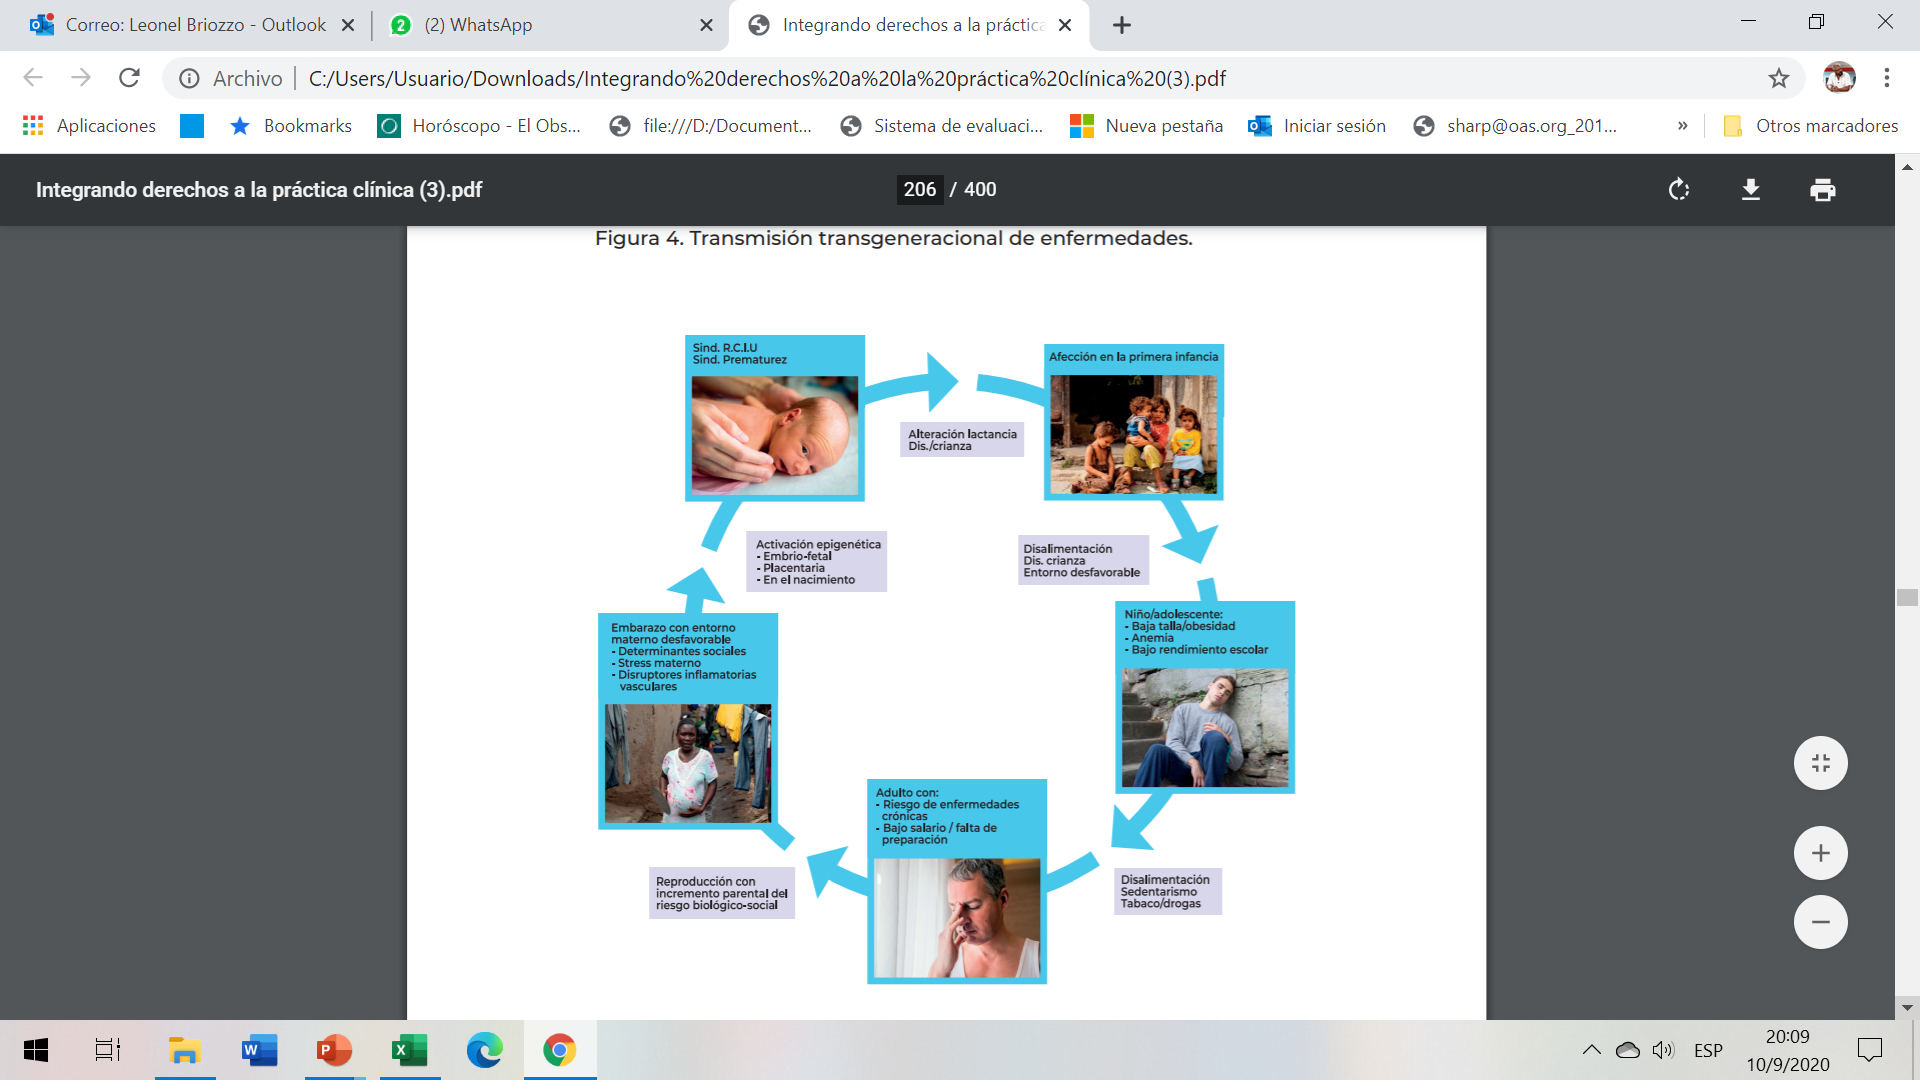 Correo: Leonel Briozzo - Outlook
2
(2) WhatsApp
Integrando derechos a la práctica
Archivo
C:/Users/Usuario/Downloads/Integrando%20derechos%20a%20la%20práctica%20clínica%20(3).pdf
Aplicaciones
Bookmarks
Horóscopo - El Obs...
file:///D:/Document...
Sistema de evaluaci...
Nueva pestaña
Iniciar sesión
sharp@oas.org_201...
»
Otros marcadores
Integrando derechos a la práctica clínica (3).pdf
206 / 400
Figura 4. Transmisión transgeneracional de enfermedades.
Sind. R.C.I.U
Sind. Prematurez
Afección en la primera infancia
Alteración lactancia
Dis./crianza
Activación epigenética
- Embrio-fetal
- Placentaria
- En el nacimiento
Disalimentación
Dis. crianza
Entorno desfavorable
Embarazo con entorno
materno desfavorable
- Determinantes sociales
- Stress materno
- Disruptores inflamatorias
vasculares
Niño/adolescente:
- Baja talla/obesidad
- Anemia
- Bajo rendimiento escolar
Adulto con:
- Riesgo de enfermedades
crónicas
- Bajo salario / falta de
preparación
Reproducción con
incremento parental del
riesgo biológico-social
Disalimentación
Sedentarismo
Tabaco/drogas
W
P
X
ESP
20:09
10/9/2020